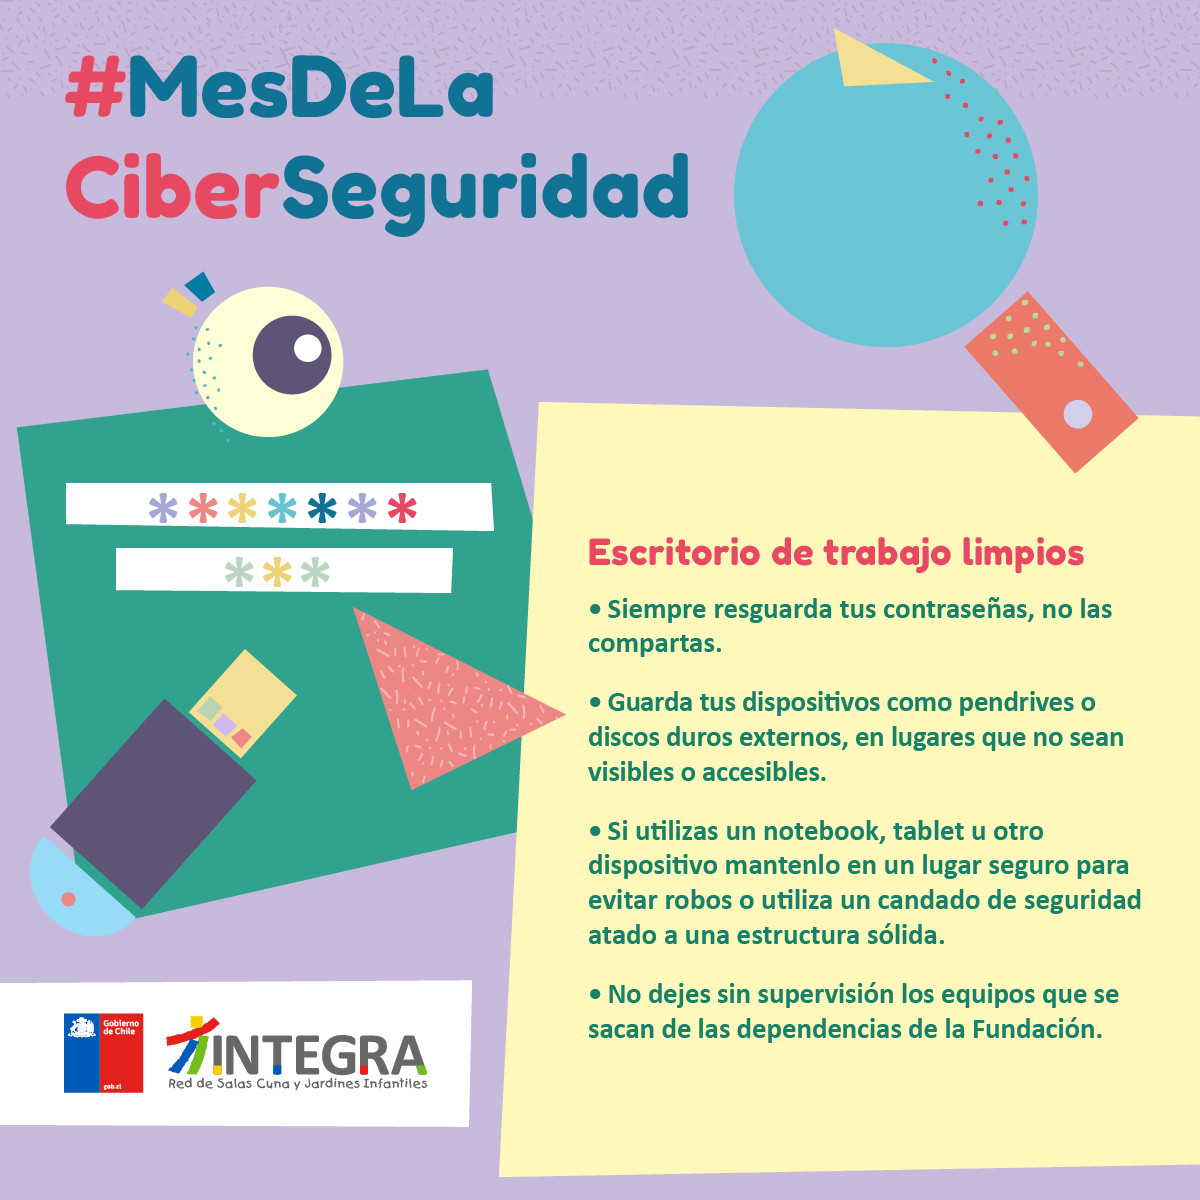 #MesDeLa
CiberSeguridad
*******
***
Escritorio de trabajo limpios
• Siempre resguarda tus contraseñas, no las
compartas.
• Guarda tus dispositivos como pendrives o
discos duros externos, en lugares que no sean
visibles o accesibles.
• Si utilizas un notebook, tablet u otro
dispositivo mantenlo en un lugar seguro para
evitar robos o utiliza un candado de seguridad
atado a una estructura sólida.
• No dejes sin supervisión los equipos que se
sacan de las dependencias de la Fundación.
Gobierno
de Chile
gob.cl
INTEGRA
Red de Salas Cuna y Jardines Infantiles